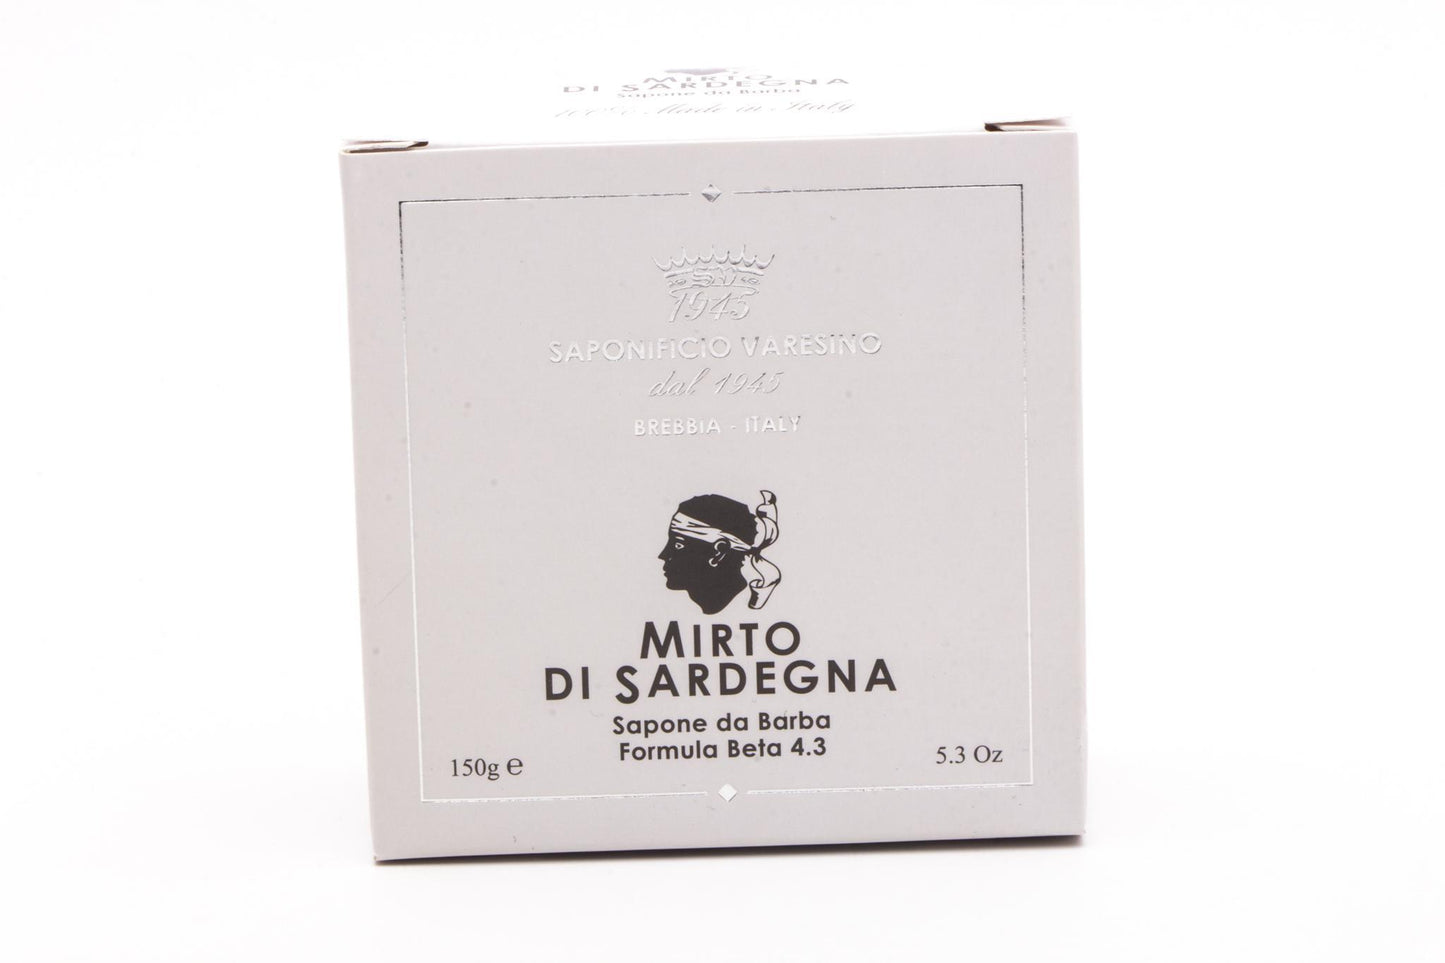 MIRTO
DI SARDEGNA
Sapone da Barba
100% Made in Italy
SV
1945
SAPONIFICIO VARESINO
dal 1945
BREBBIA - ITALY
MIRTO
DI SARDEGNA
Sapone da Barba
Formula Beta 4.3
150g ℮
5.3 Oz